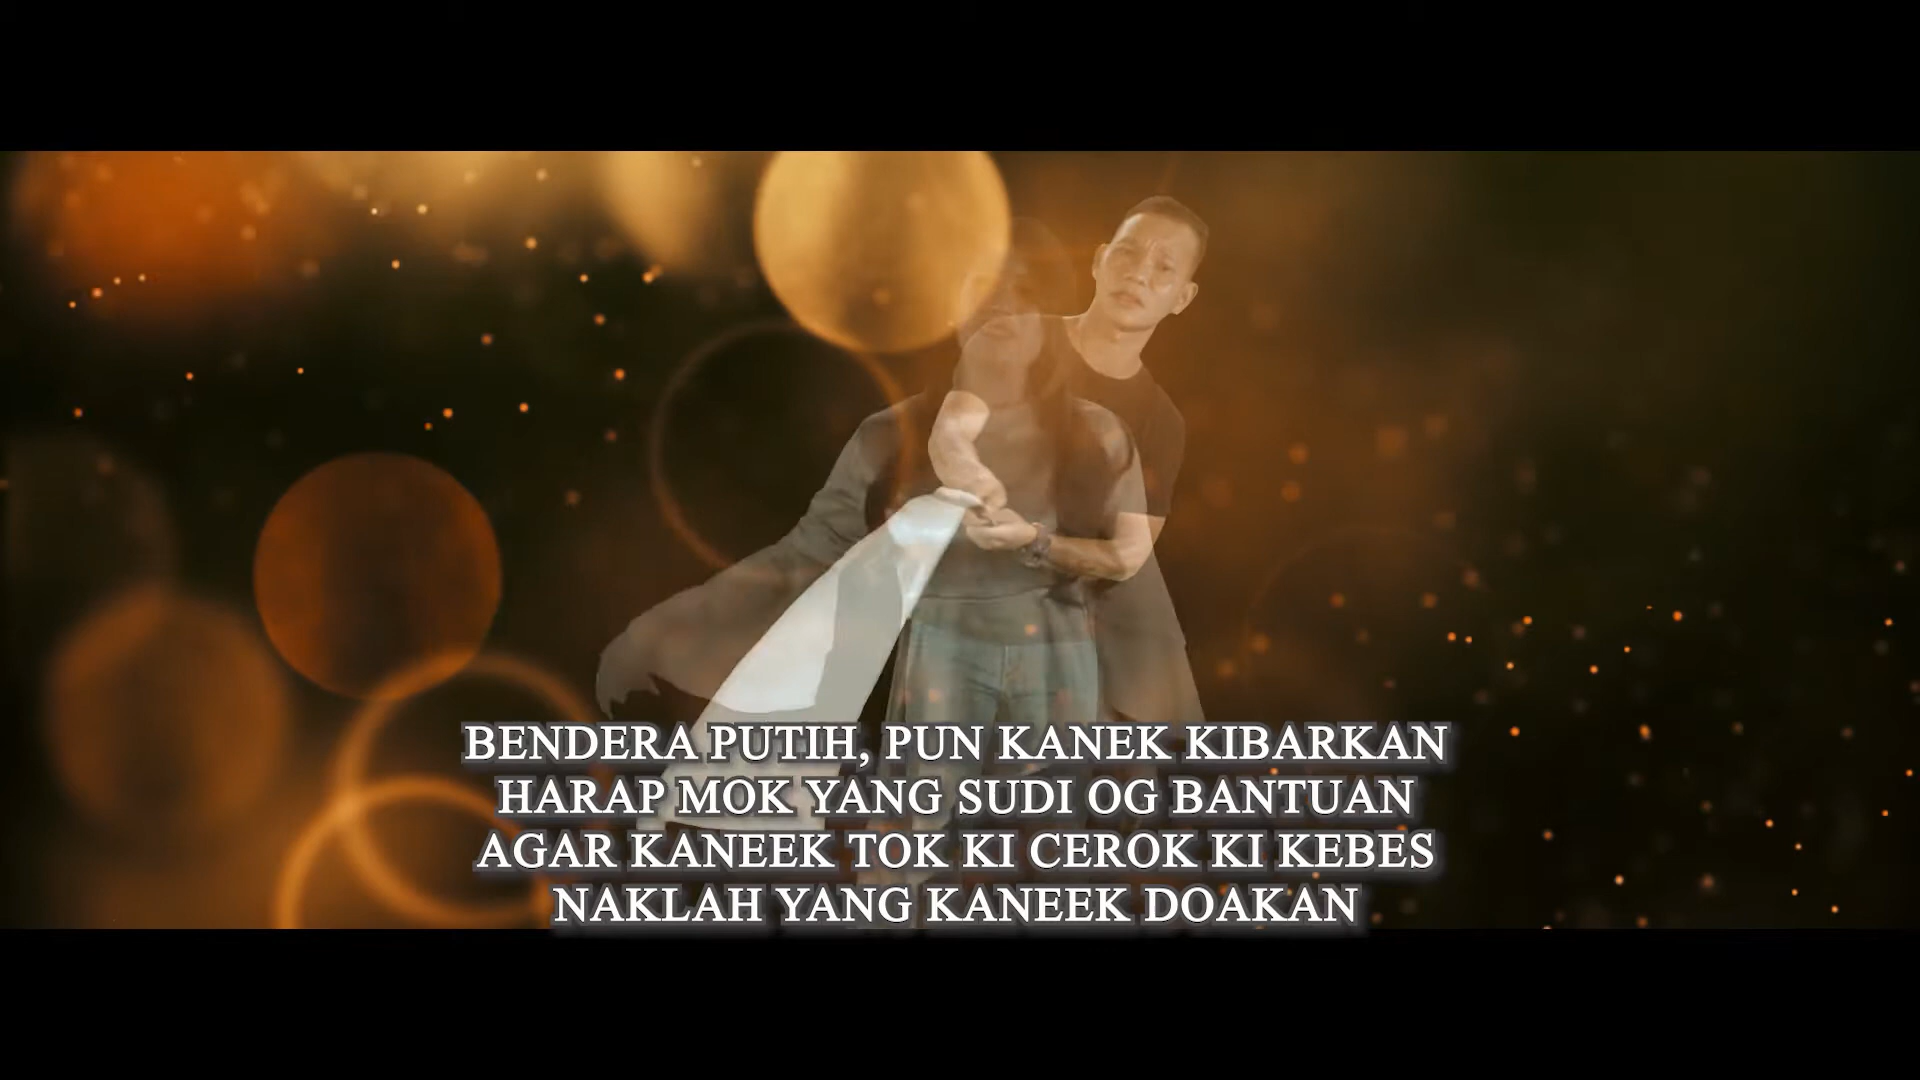 BENDERA PUTIH, PUN KANEK KIBARKAN
HARAP MOK YANG SUDI OG BANTUAN
AGAR KANEEK TOK KI CEROK KI KEBES
NAKLAH YANG KANEEK DOAKAN